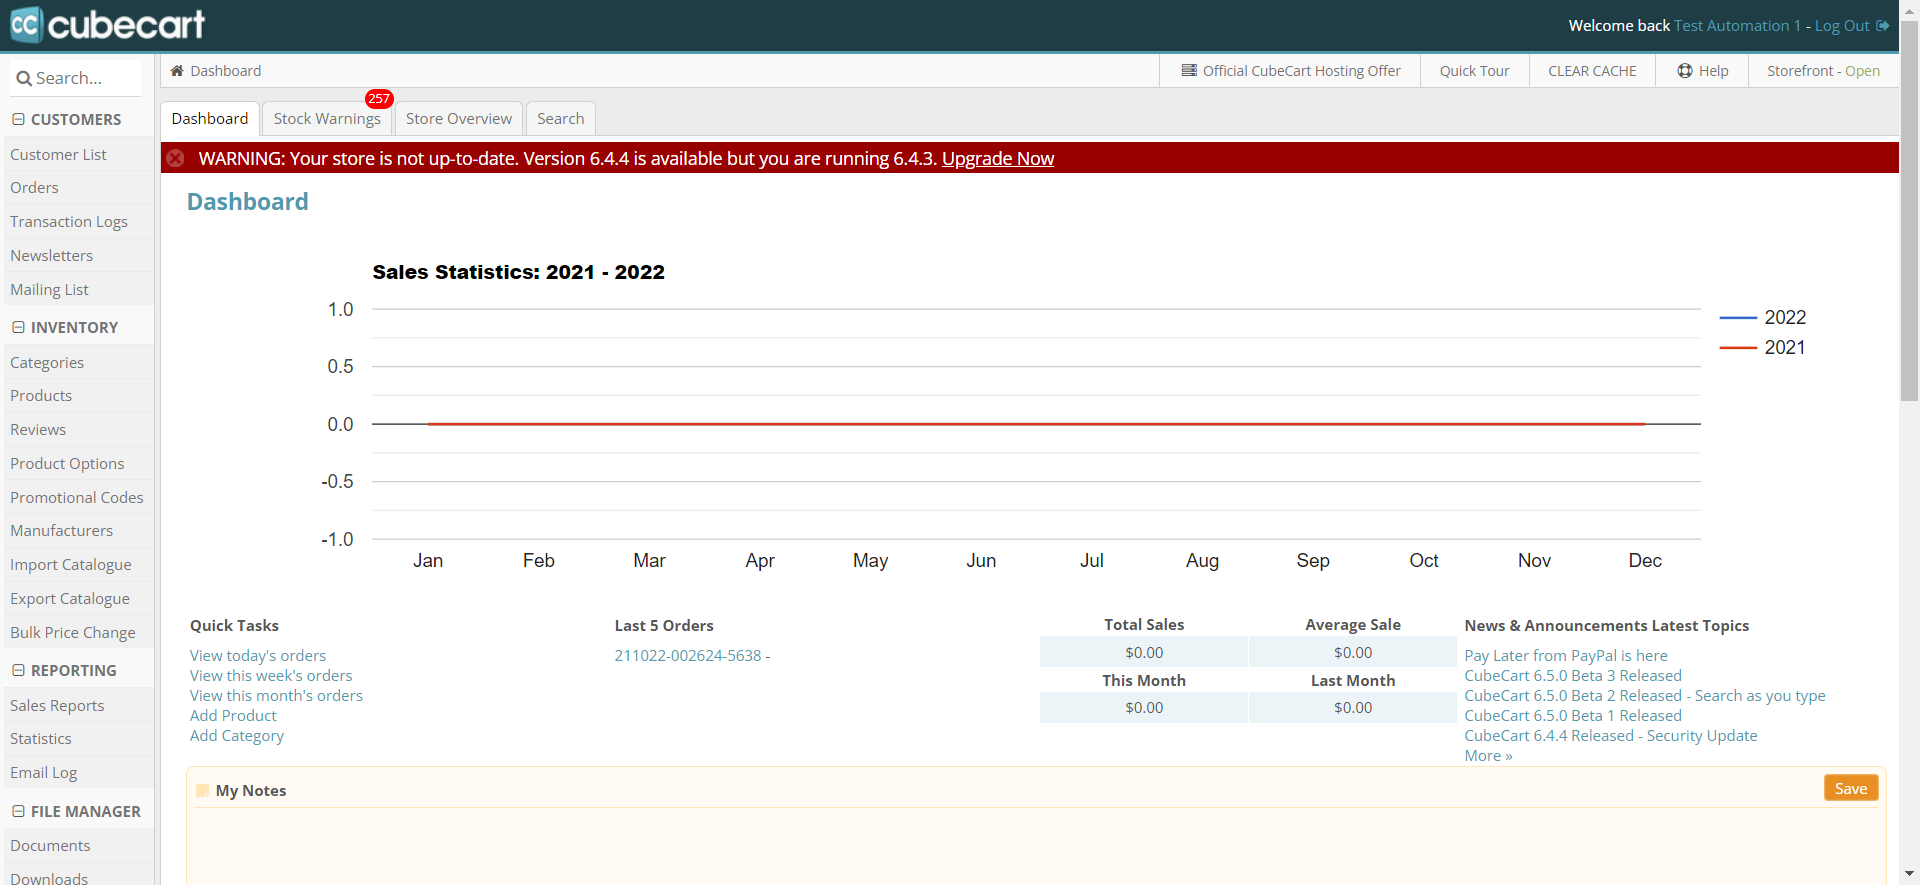 cc cubecart
Welcome back Test Automation 1 - Log Out
Search...
Dashboard
Official CubeCart Hosting Offer
Quick Tour
CLEAR CACHE
Help
Storefront - Open
CUSTOMERS
Customer List
Orders
Transaction Logs
Newsletters
Mailing List
INVENTORY
Categories
Products
Reviews
Product Options
Promotional Codes
Manufacturers
Import Catalogue
Export Catalogue
Bulk Price Change
REPORTING
Sales Reports
Statistics
Email Log
FILE MANAGER
Documents
Downloads
Dashboard
Stock Warnings
257
Store Overview
Search
WARNING: Your store is not up-to-date. Version 6.4.4 is available but you are running 6.4.3. Upgrade Now
Dashboard
Sales Statistics: 2021 - 2022
1.0
0.5
0.0
-0.5
-1.0
Jan Feb Mar Apr May Jun Jul Aug Sep Oct Nov Dec
2022
2021
Quick Tasks
View today's orders
View this week's orders
View this month's orders
Add Product
Add Category
Last 5 Orders
211022-002624-5638 -
Total Sales Average Sale
$0.00 $0.00
This Month Last Month
$0.00 $0.00
News & Announcements Latest Topics
Pay Later from PayPal is here
CubeCart 6.5.0 Beta 3 Released
CubeCart 6.5.0 Beta 2 Released - Search as you type
CubeCart 6.5.0 Beta 1 Released
CubeCart 6.4.4 Released - Security Update
More »
My Notes
Save